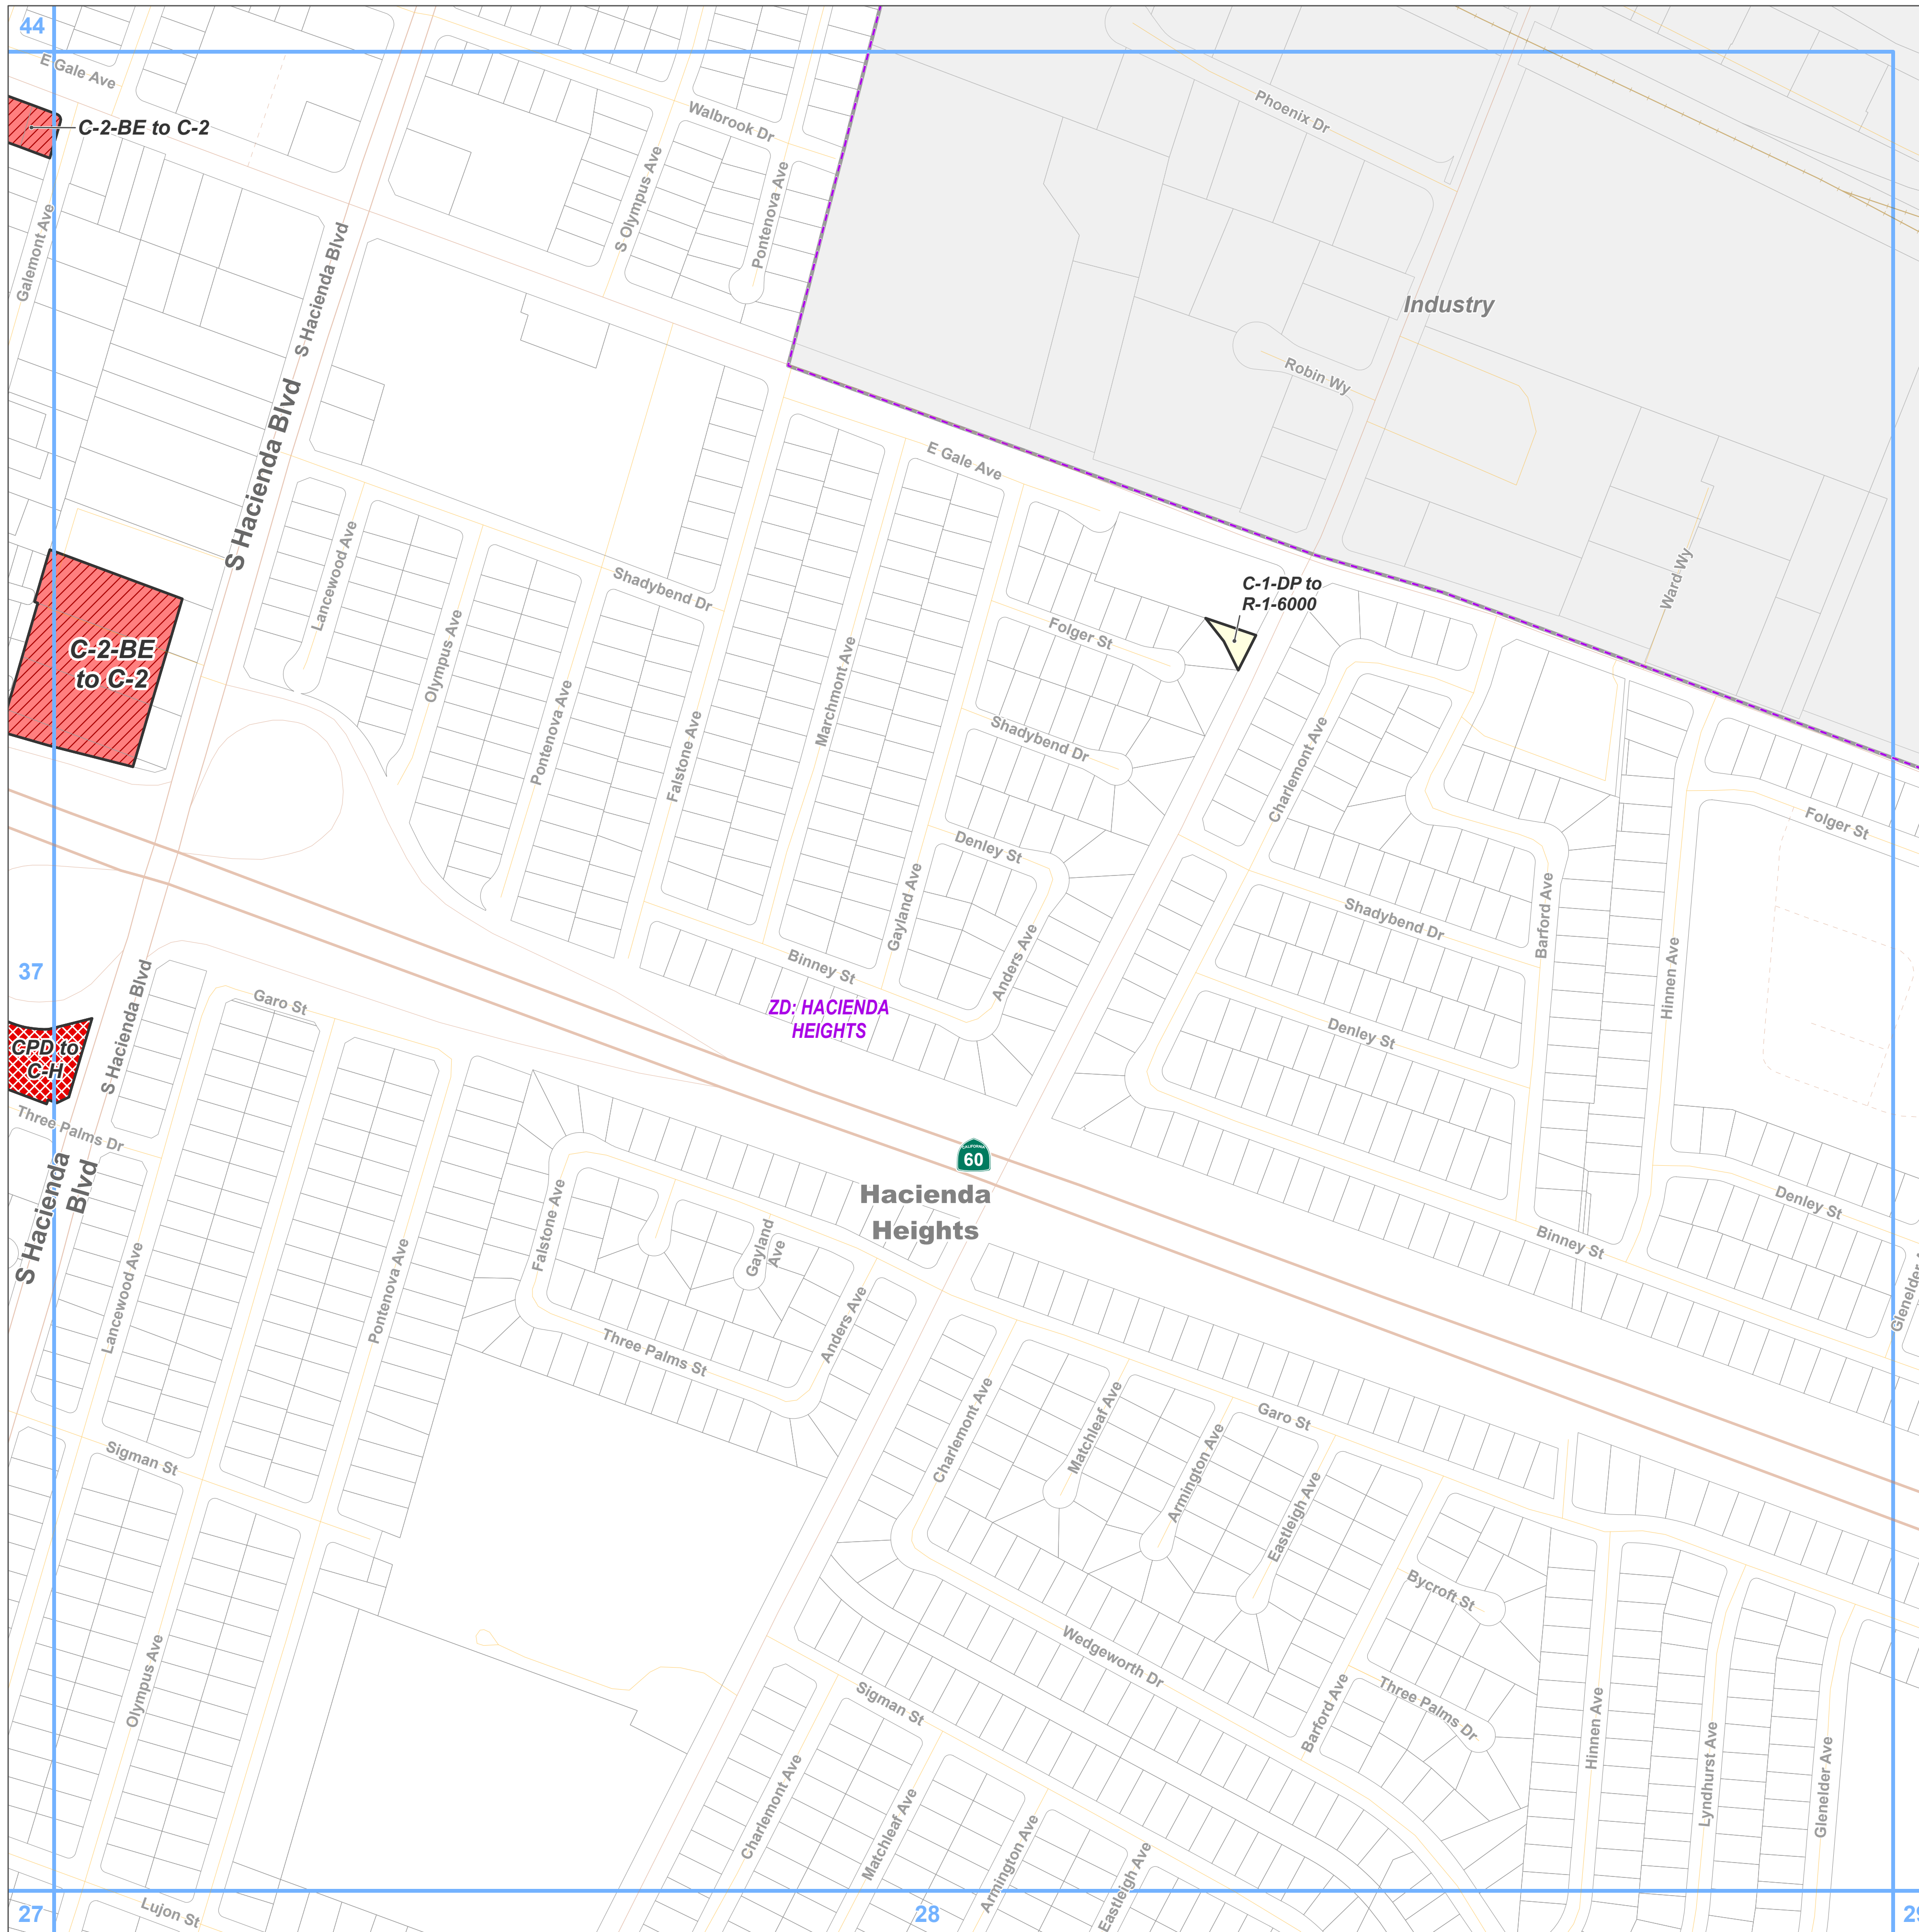 44
E Gale Ave
C-2-BE to C-2
Walbrook Dr
Phoenix Dr
S Olympus Ave
Pontenova Ave
Galemont Ave
S Hacienda Blvd
Industry
Robin Wy
S Hacienda Blvd
E Gale Ave
Lancewood Ave
Shadybend Dr
C-1-DP to
R-1-6000
Ward Wy
Folger St
C-2-BE
to C-2
Olympus Ave
Pontenova Ave
Falstone Ave
Marchmont Ave
Shadybend Dr
Charlemont Ave
Folger St
Denley St
Gayland Ave
Shadybend Dr
Barford Ave
Hinnen Ave
Anders Ave
Binney St
37
ZD: HACIENDA
HEIGHTS
Garo St
S Hacienda Blvd
Denley St
CPD to
C-H
Three Palms Dr
CALIFORNIA
60
Hacienda
Heights
S Hacienda
Blvd
Denley St
Binney St
Falstone Ave
Gayland
Ave
Lancewood Ave
Pontenova Ave
Anders Ave
Three Palms St
Charlemont Ave
Matchleaf Ave
Garo St
Armington Ave
Eastleigh Ave
Sigman St
Bycroft St
Wedgeworth Dr
Olympus Ave
Sigman St
Barford Ave
Three Palms Dr
Hinnen Ave
Lyndhurst Ave
Glenelder Ave
Charlemont Ave
Matchleaf Ave
Armington Ave
Eastleigh Ave
Lujon St
27
28
29
Glenelder